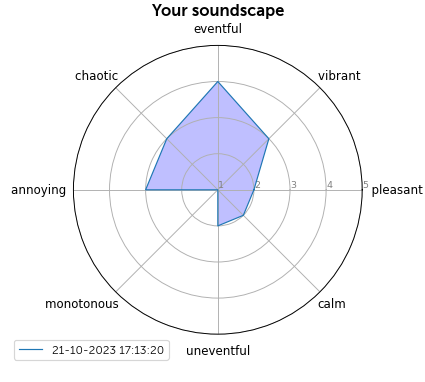 Your soundscape
eventful
chaotic
vibrant
annoying
1
2
3
4
5
pleasant
monotonous
calm
uneventful
21-10-2023 17:13:20